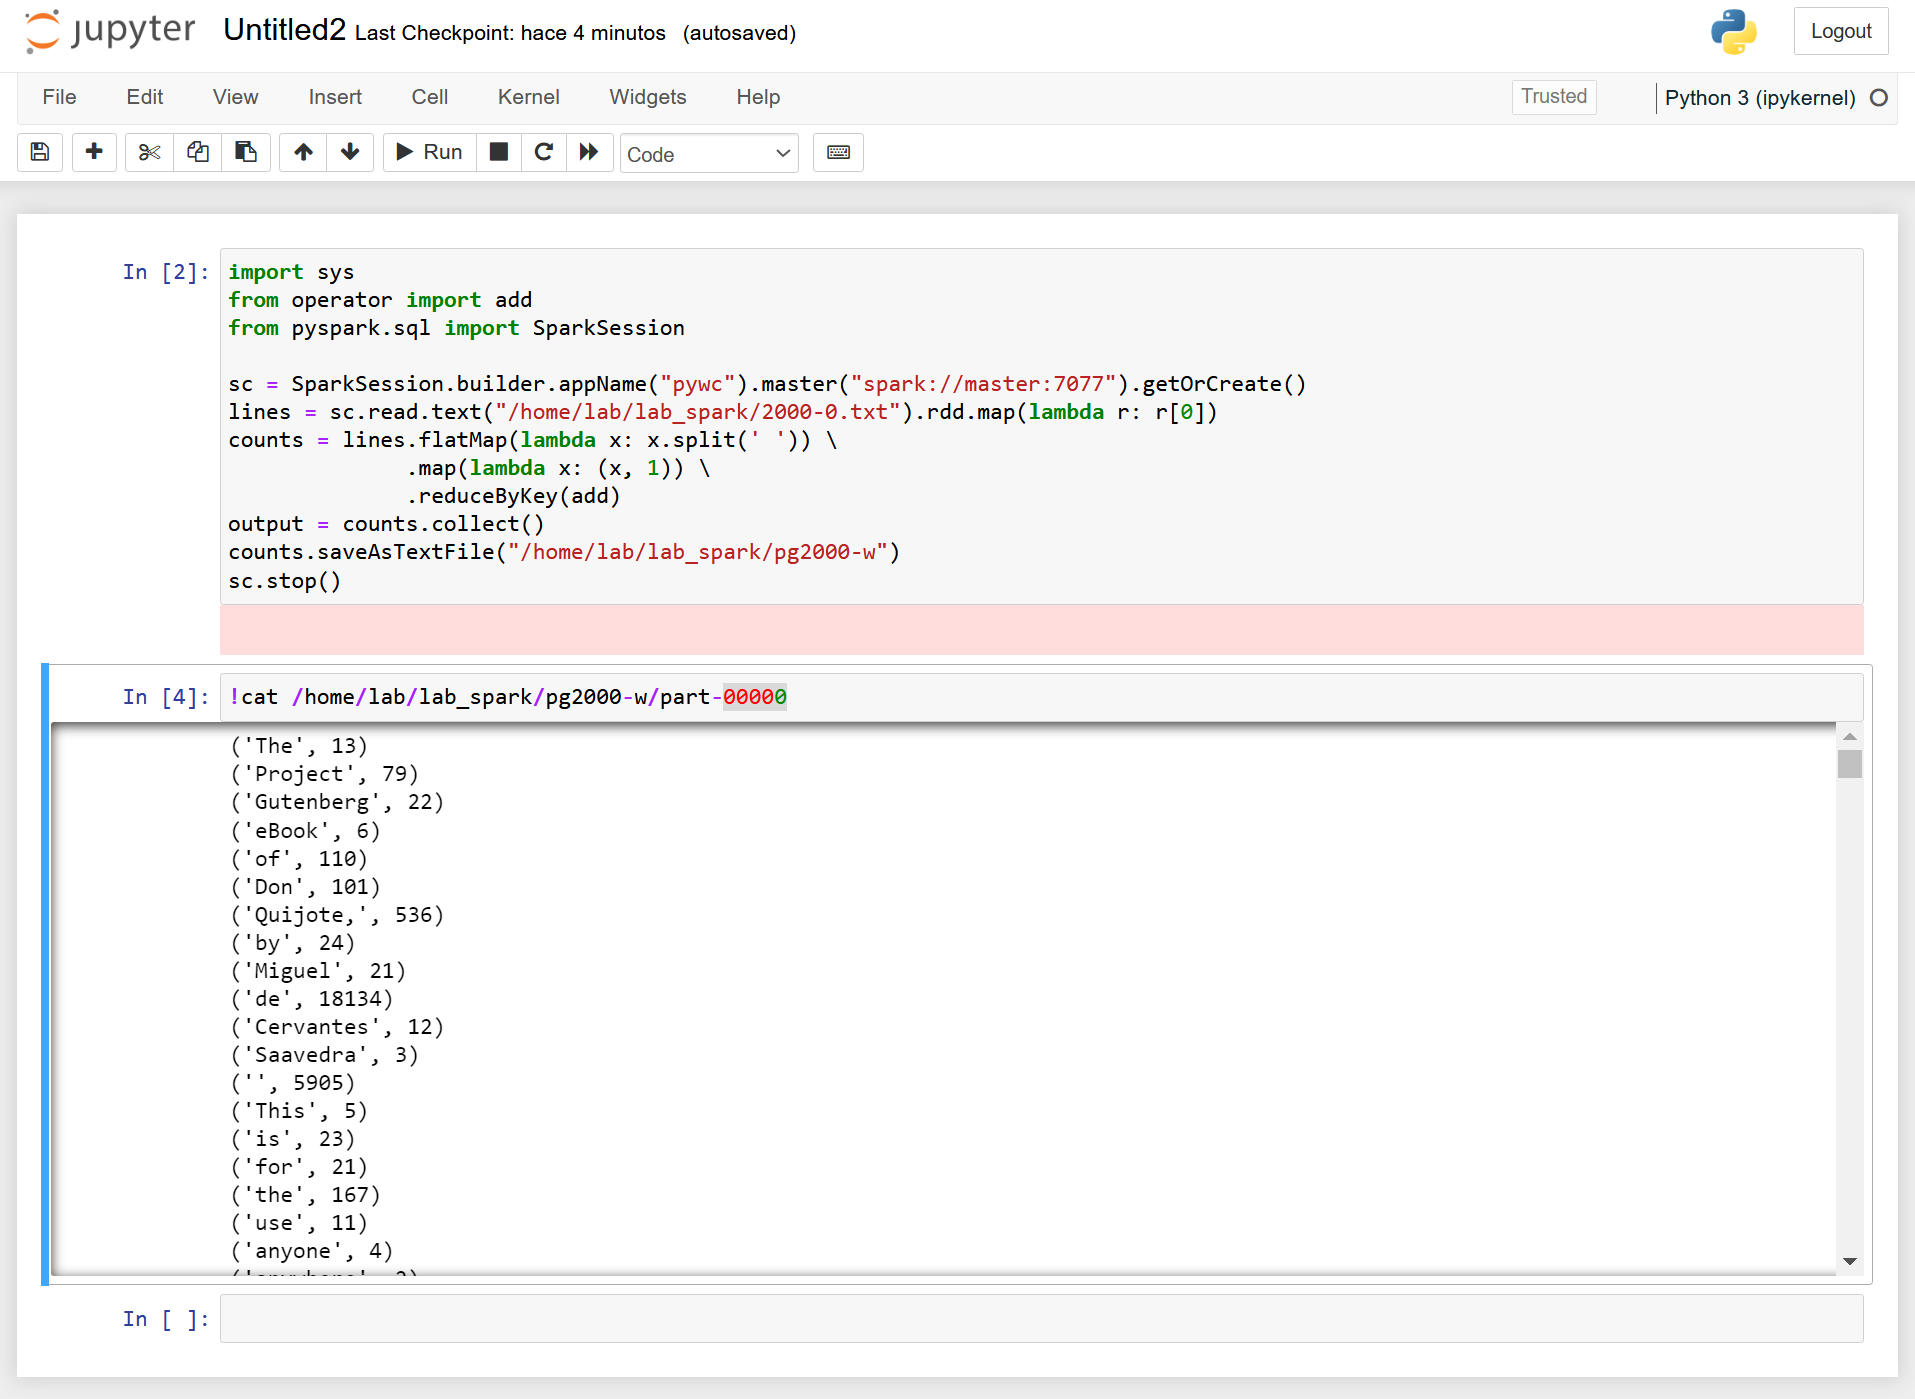 jupyter Untitled2 Last Checkpoint: hace 4 minutos (autosaved) Logout
File Edit View Insert Cell Kernel Widgets Help Trusted Python 3 (ipykernel)
Run Code
In [2]: import sys
from operator import add
from pyspark.sql import SparkSession
sc = SparkSession.builder.appName("pywc").master("spark://master:7077").getOrCreate()
lines = sc.read.text("/home/lab/lab_spark/2000-0.txt").rdd.map(lambda r: r[0])
counts = lines.flatMap(lambda x: x.split(' ')) \
.map(lambda x: (x, 1)) \
.reduceByKey(add)
output = counts.collect()
counts.saveAsTextFile("/home/lab/lab_spark/pg2000-w")
sc.stop()
In [4]: !cat /home/lab/lab_spark/pg2000-w/part-00000
('The', 13)
('Project', 79)
('Gutenberg', 22)
('eBook', 6)
('of', 110)
('Don', 101)
('Quijote,', 536)
('by', 24)
('Miguel', 21)
('de', 18134)
('Cervantes', 12)
('Saavedra', 3)
('', 5905)
('This', 5)
('is', 23)
('for', 21)
('the', 167)
('use', 11)
('anyone', 4)
In [ ]: